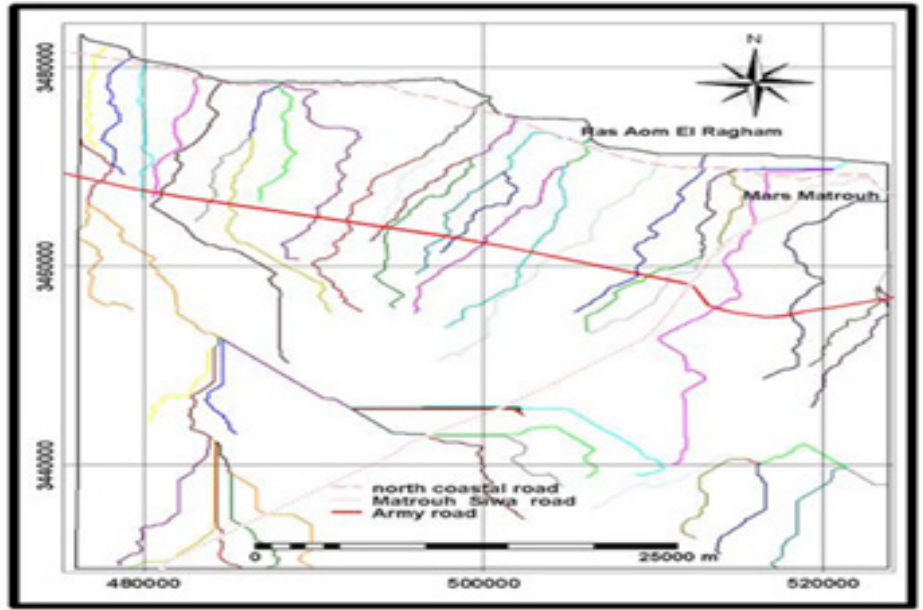 N
3480000
Ras Aom El Ragham
Mars Matrouh
3460000
3440000
north coastal road
Matrouh Siwa road
Army road
0 25000 m
480000 500000 520000